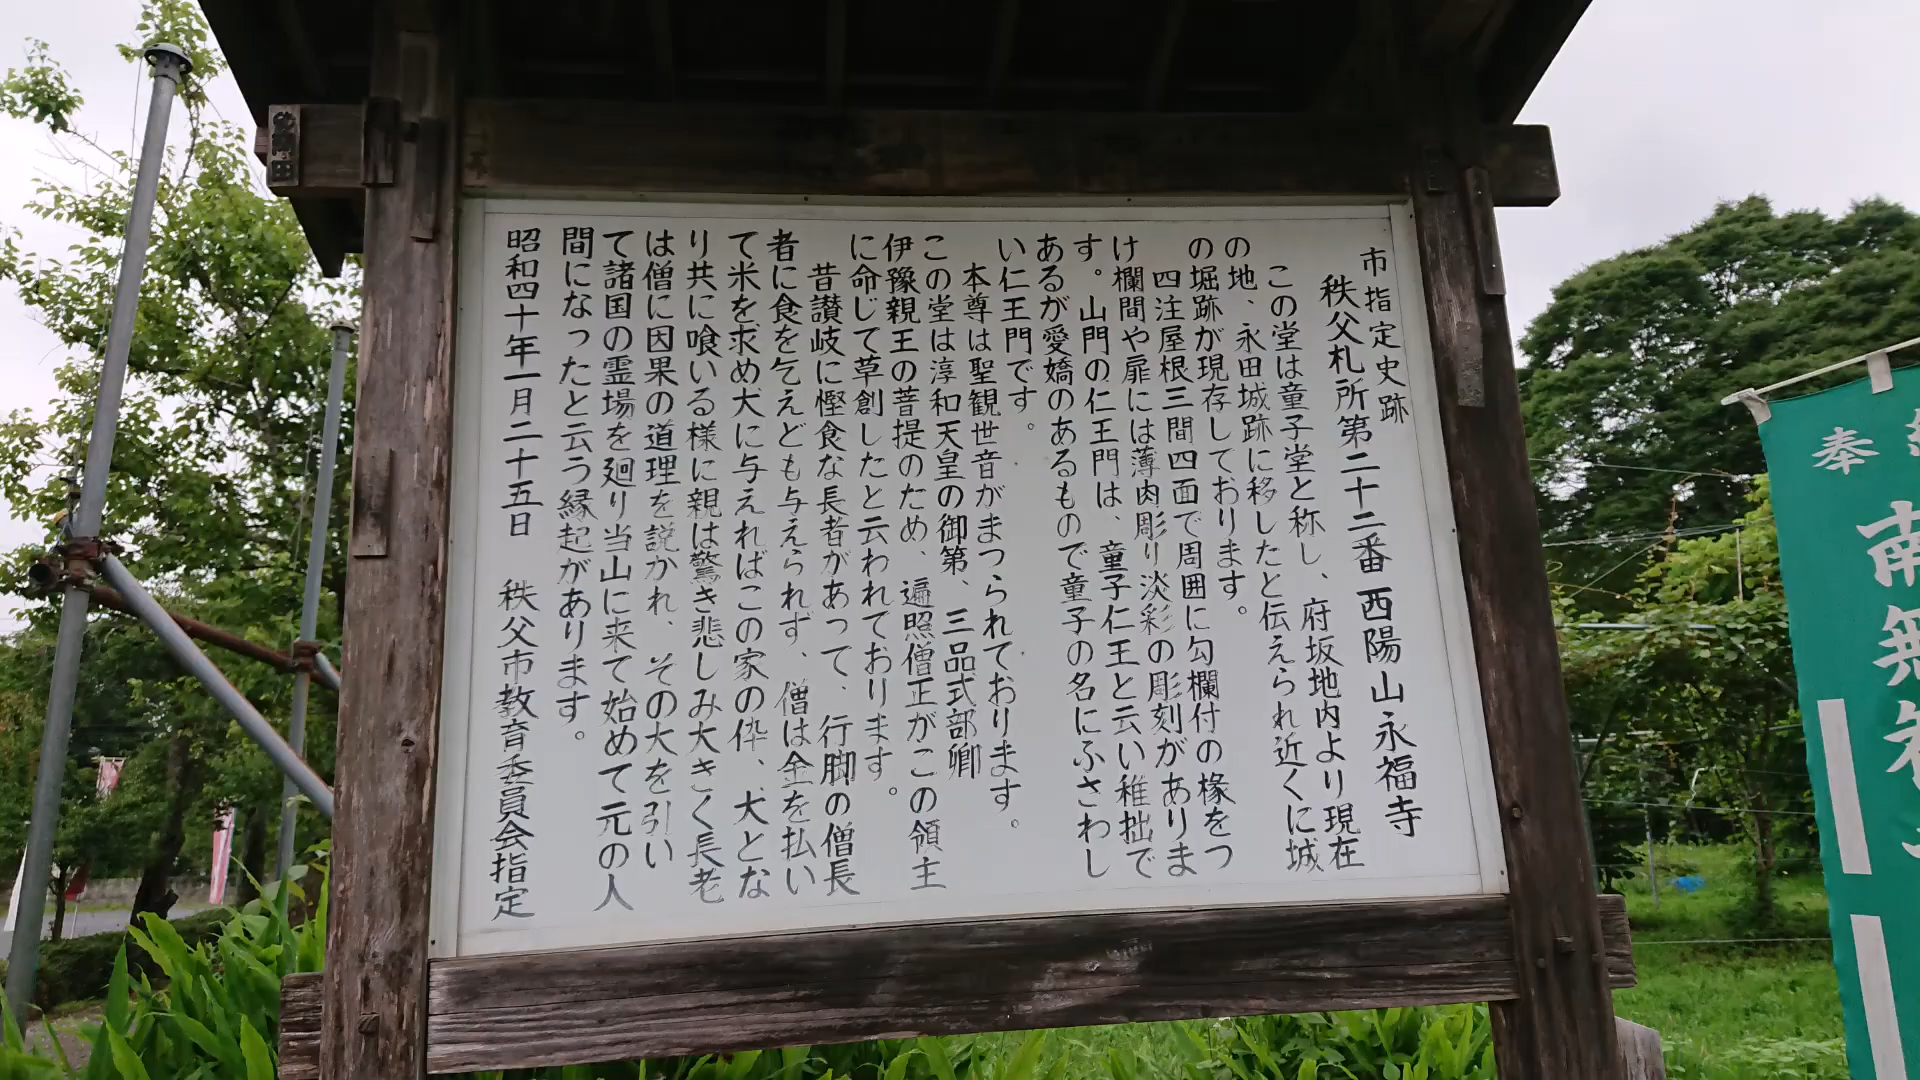 市指定史跡
秩父札所第二十二番 西陽山永福寺
この堂は童子堂と称し、府坂地内より現在
の地、永田城跡に移したと伝えられ近くに城
の堀跡が現存しております。
四注屋根三間四面で周囲に勾欄付の椽をつ
け欄間や扉には薄肉彫り淡彩の彫刻がありま
す。山門の仁王門は、童子仁王と云い稚拙で
あるが愛嬌のあるもので童子の名にふさわし
い仁王門です。
本尊は聖観世音がまつられております。
この堂は淳和天皇の御第、三品式部卿
伊豫親王の菩提のため、遍照僧正がこの領主
に命じて草創したと云われております。
昔讃岐に慳食な長者があって、行脚の僧長
者に食を乞えども与えられず、僧は金を払い
て米を求め犬に与えればこの家の伜、犬とな
り共に喰いる様に親は驚き悲しみ大きく長老
は僧に因果の道理を説かれ、その犬を引い
て諸国の霊場を廻り当山に来て始めて元の人
間になったと云う縁起があります。
昭和四十年一月二十五日 秩父市教育委員会指定
奉
南無